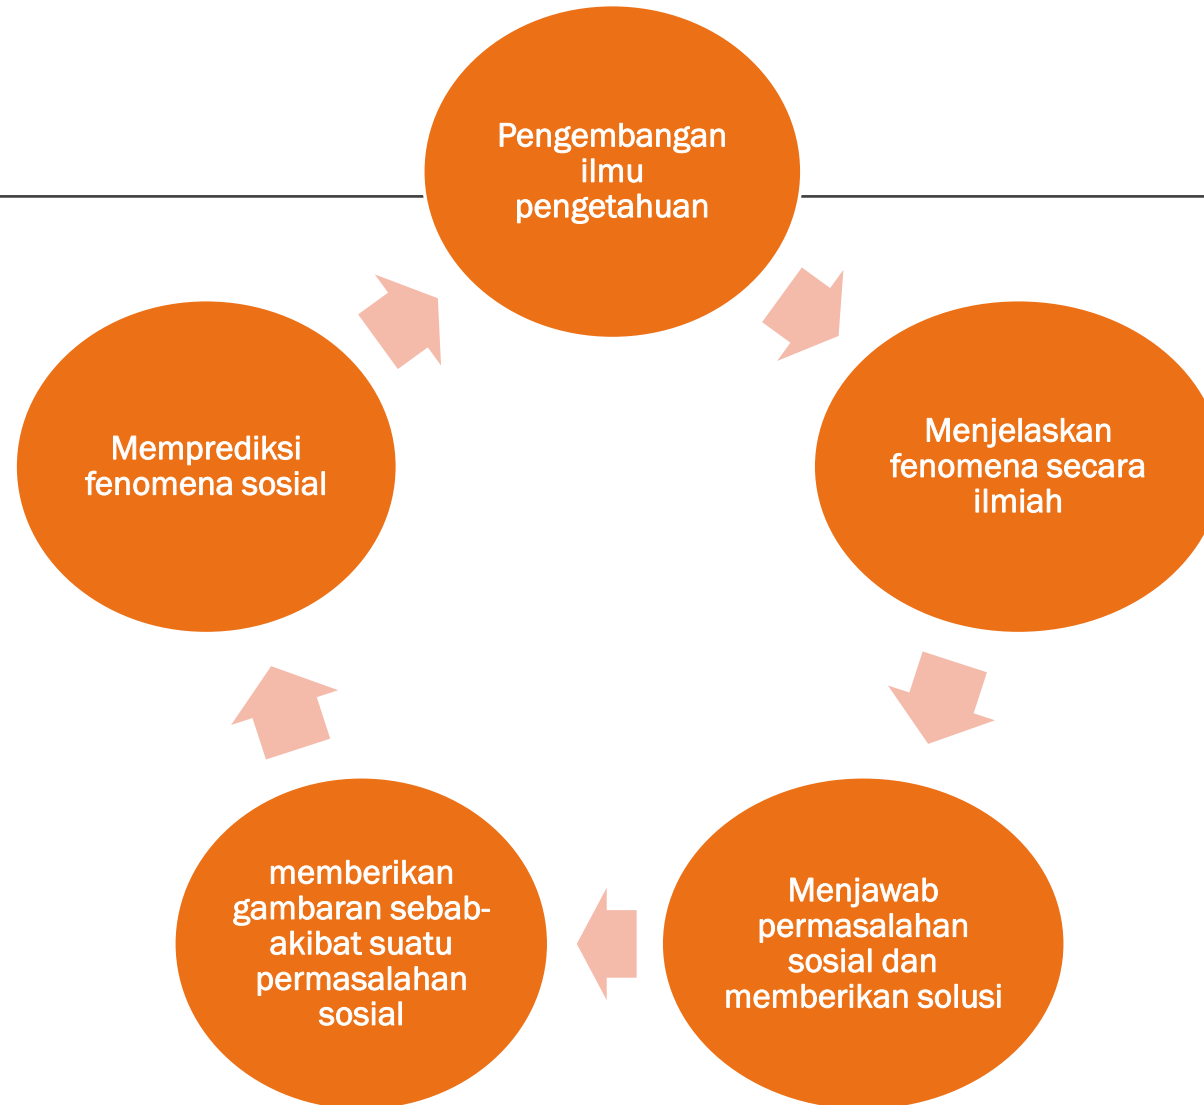 Pengembangan
ilmu
pengetahuan
Menjelaskan
fenomena secara
ilmiah
Menjawab
permasalahan
sosial dan
memberikan solusi
memberikan
gambaran sebab-
akibat suatu
permasalahan
sosial
Memprediksi
fenomena sosial